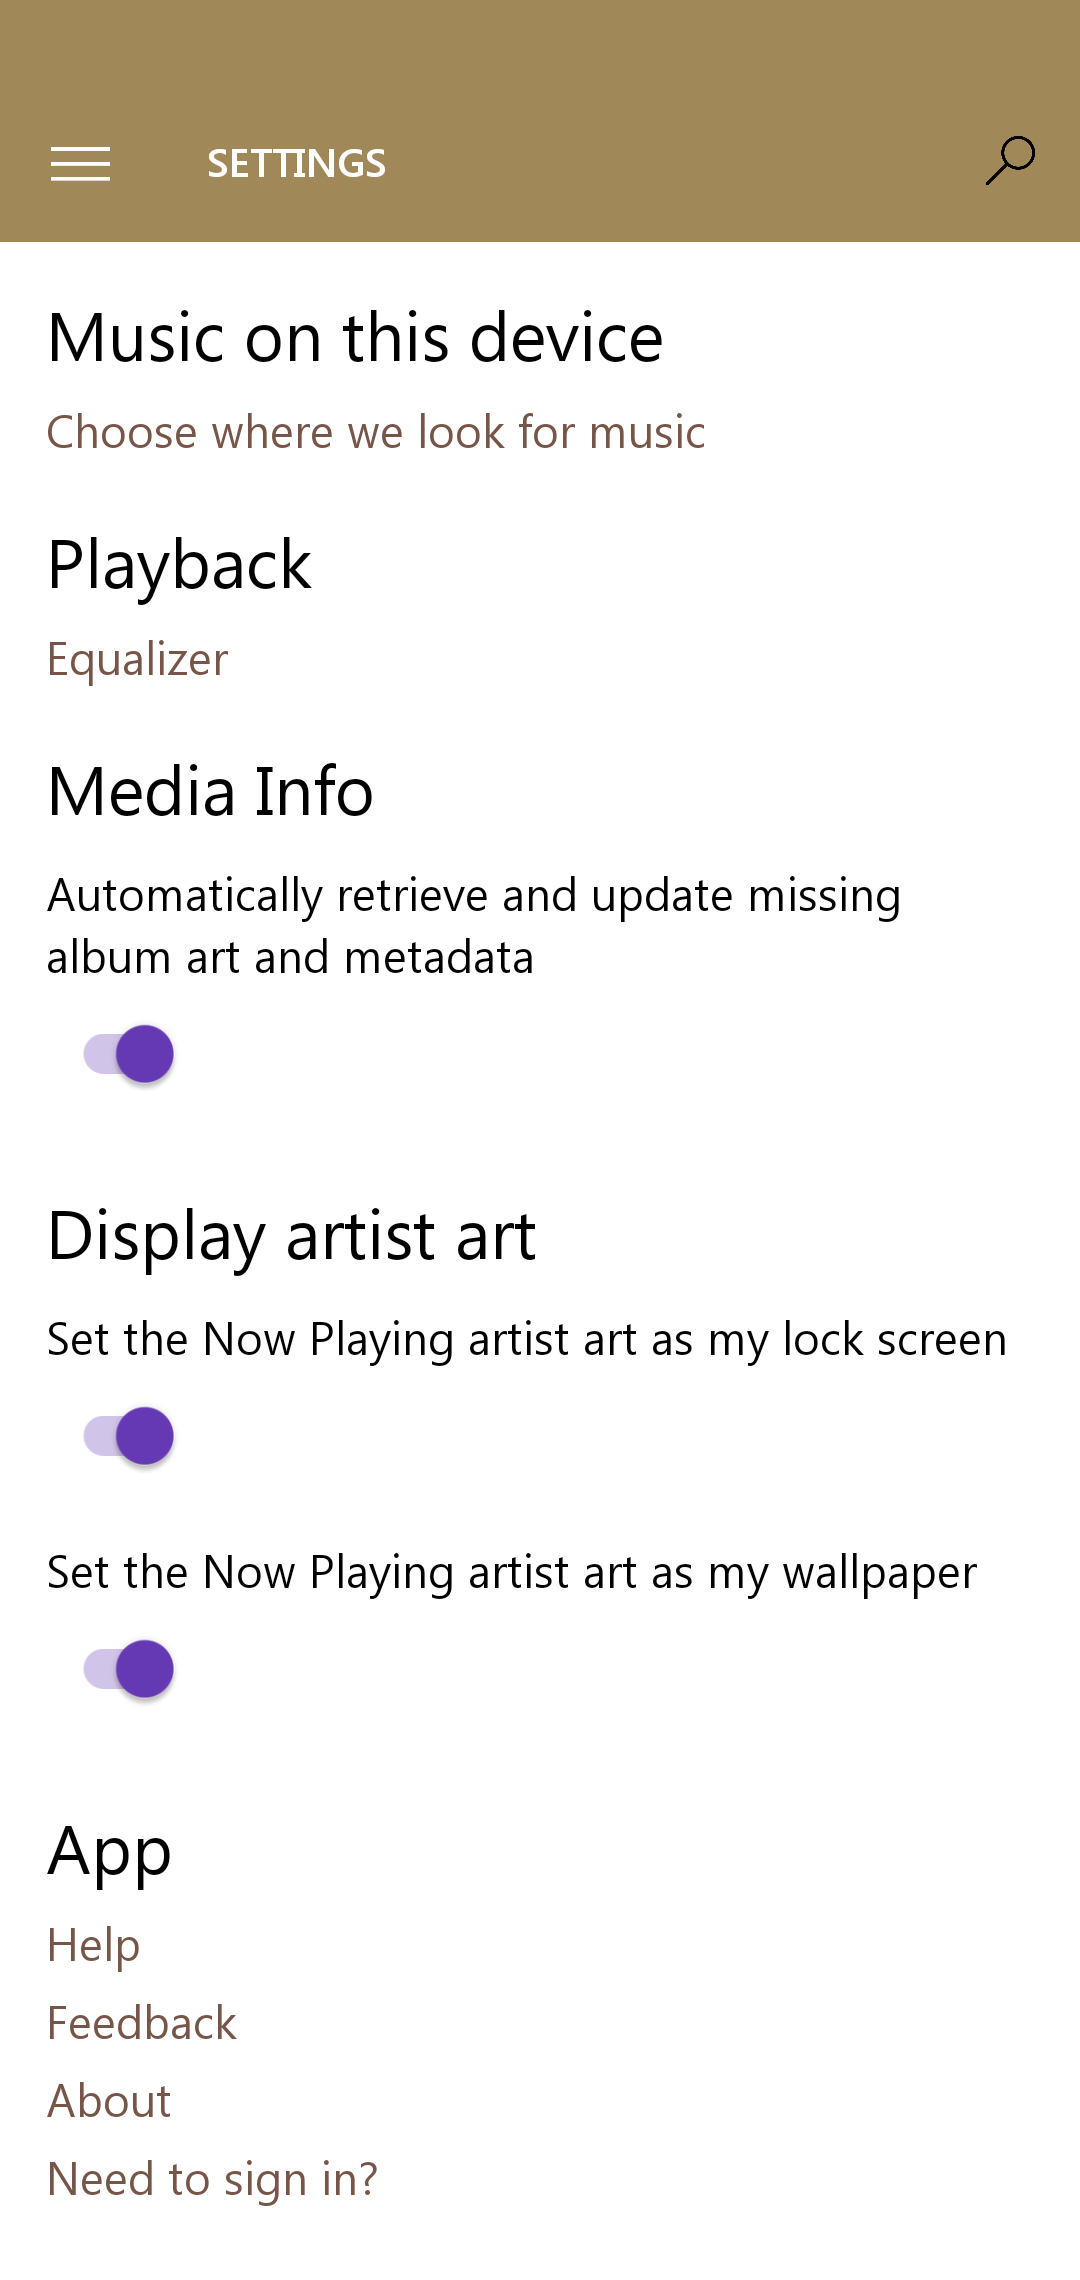 SETTINGS
Music on this device
Choose where we look for music
Playback
Equalizer
Media Info
Automatically retrieve and update missing
album art and metadata
Display artist art
Set the Now Playing artist art as my lock screen
Set the Now Playing artist art as my wallpaper
App
Help
Feedback
About
Need to sign in?